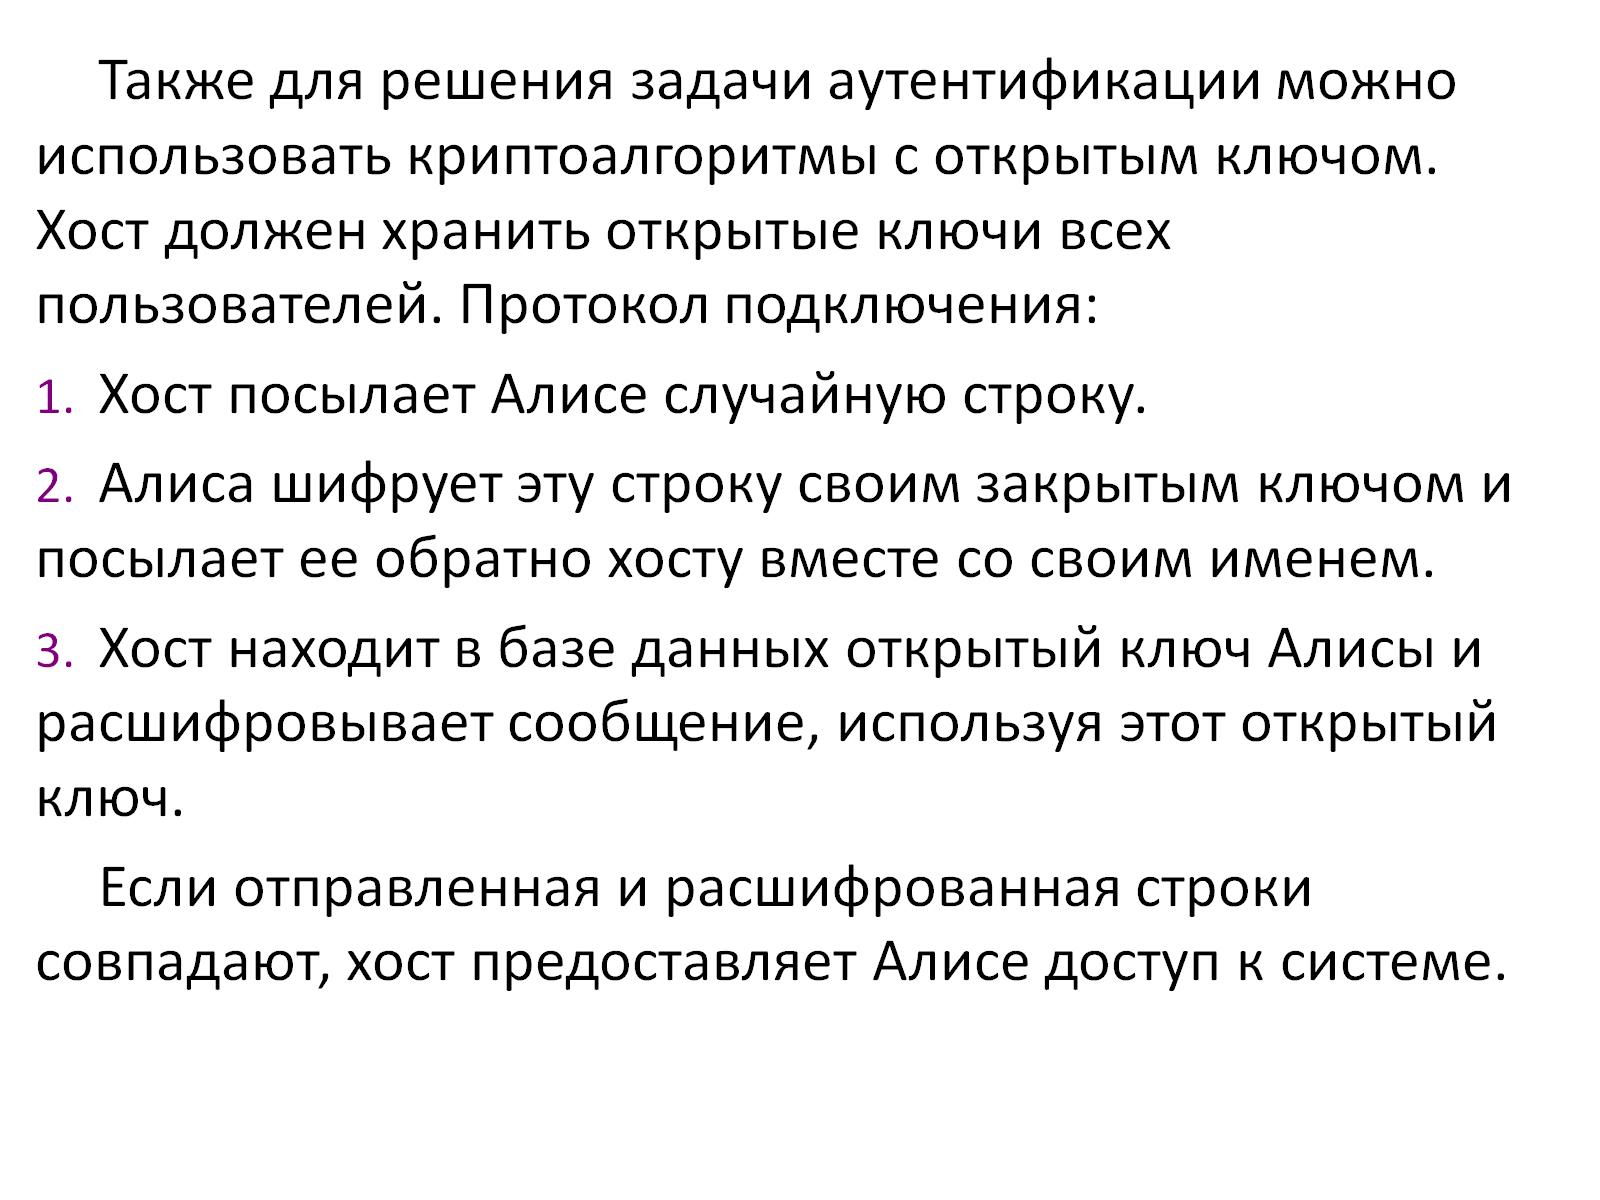 Также для решения задачи аутентификации можно
использовать криптоалгоритмы с открытым ключом.
Хост должен хранить открытые ключи всех
пользователей. Протокол подключения:
1. Хост посылает Алисе случайную строку.
2. Алиса шифрует эту строку своим закрытым ключом и
посылает ее обратно хосту вместе со своим именем.
3. Хост находит в базе данных открытый ключ Алисы и
расшифровывает сообщение, используя этот открытый
ключ.
Если отправленная и расшифрованная строки
совпадают, хост предоставляет Алисе доступ к системе.